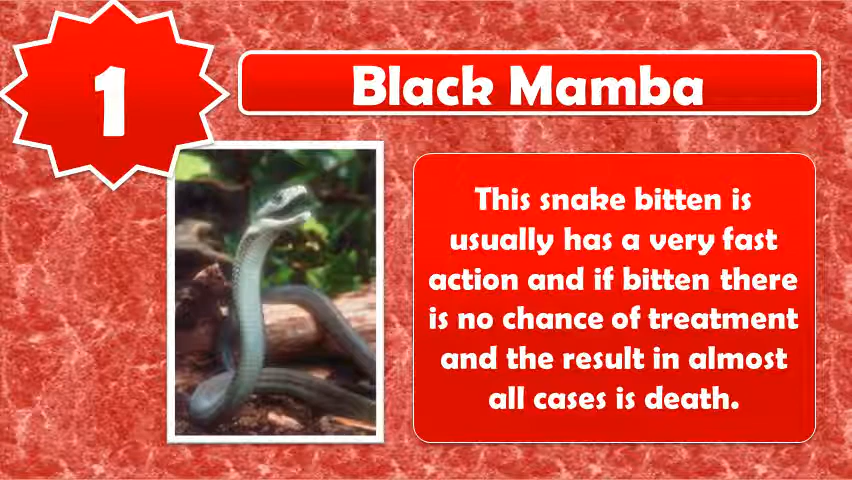 1
Black Mamba
This snake bitten is
usually has a very fast
action and if bitten there
is no chance of treatment
and the result in almost
all cases is death.